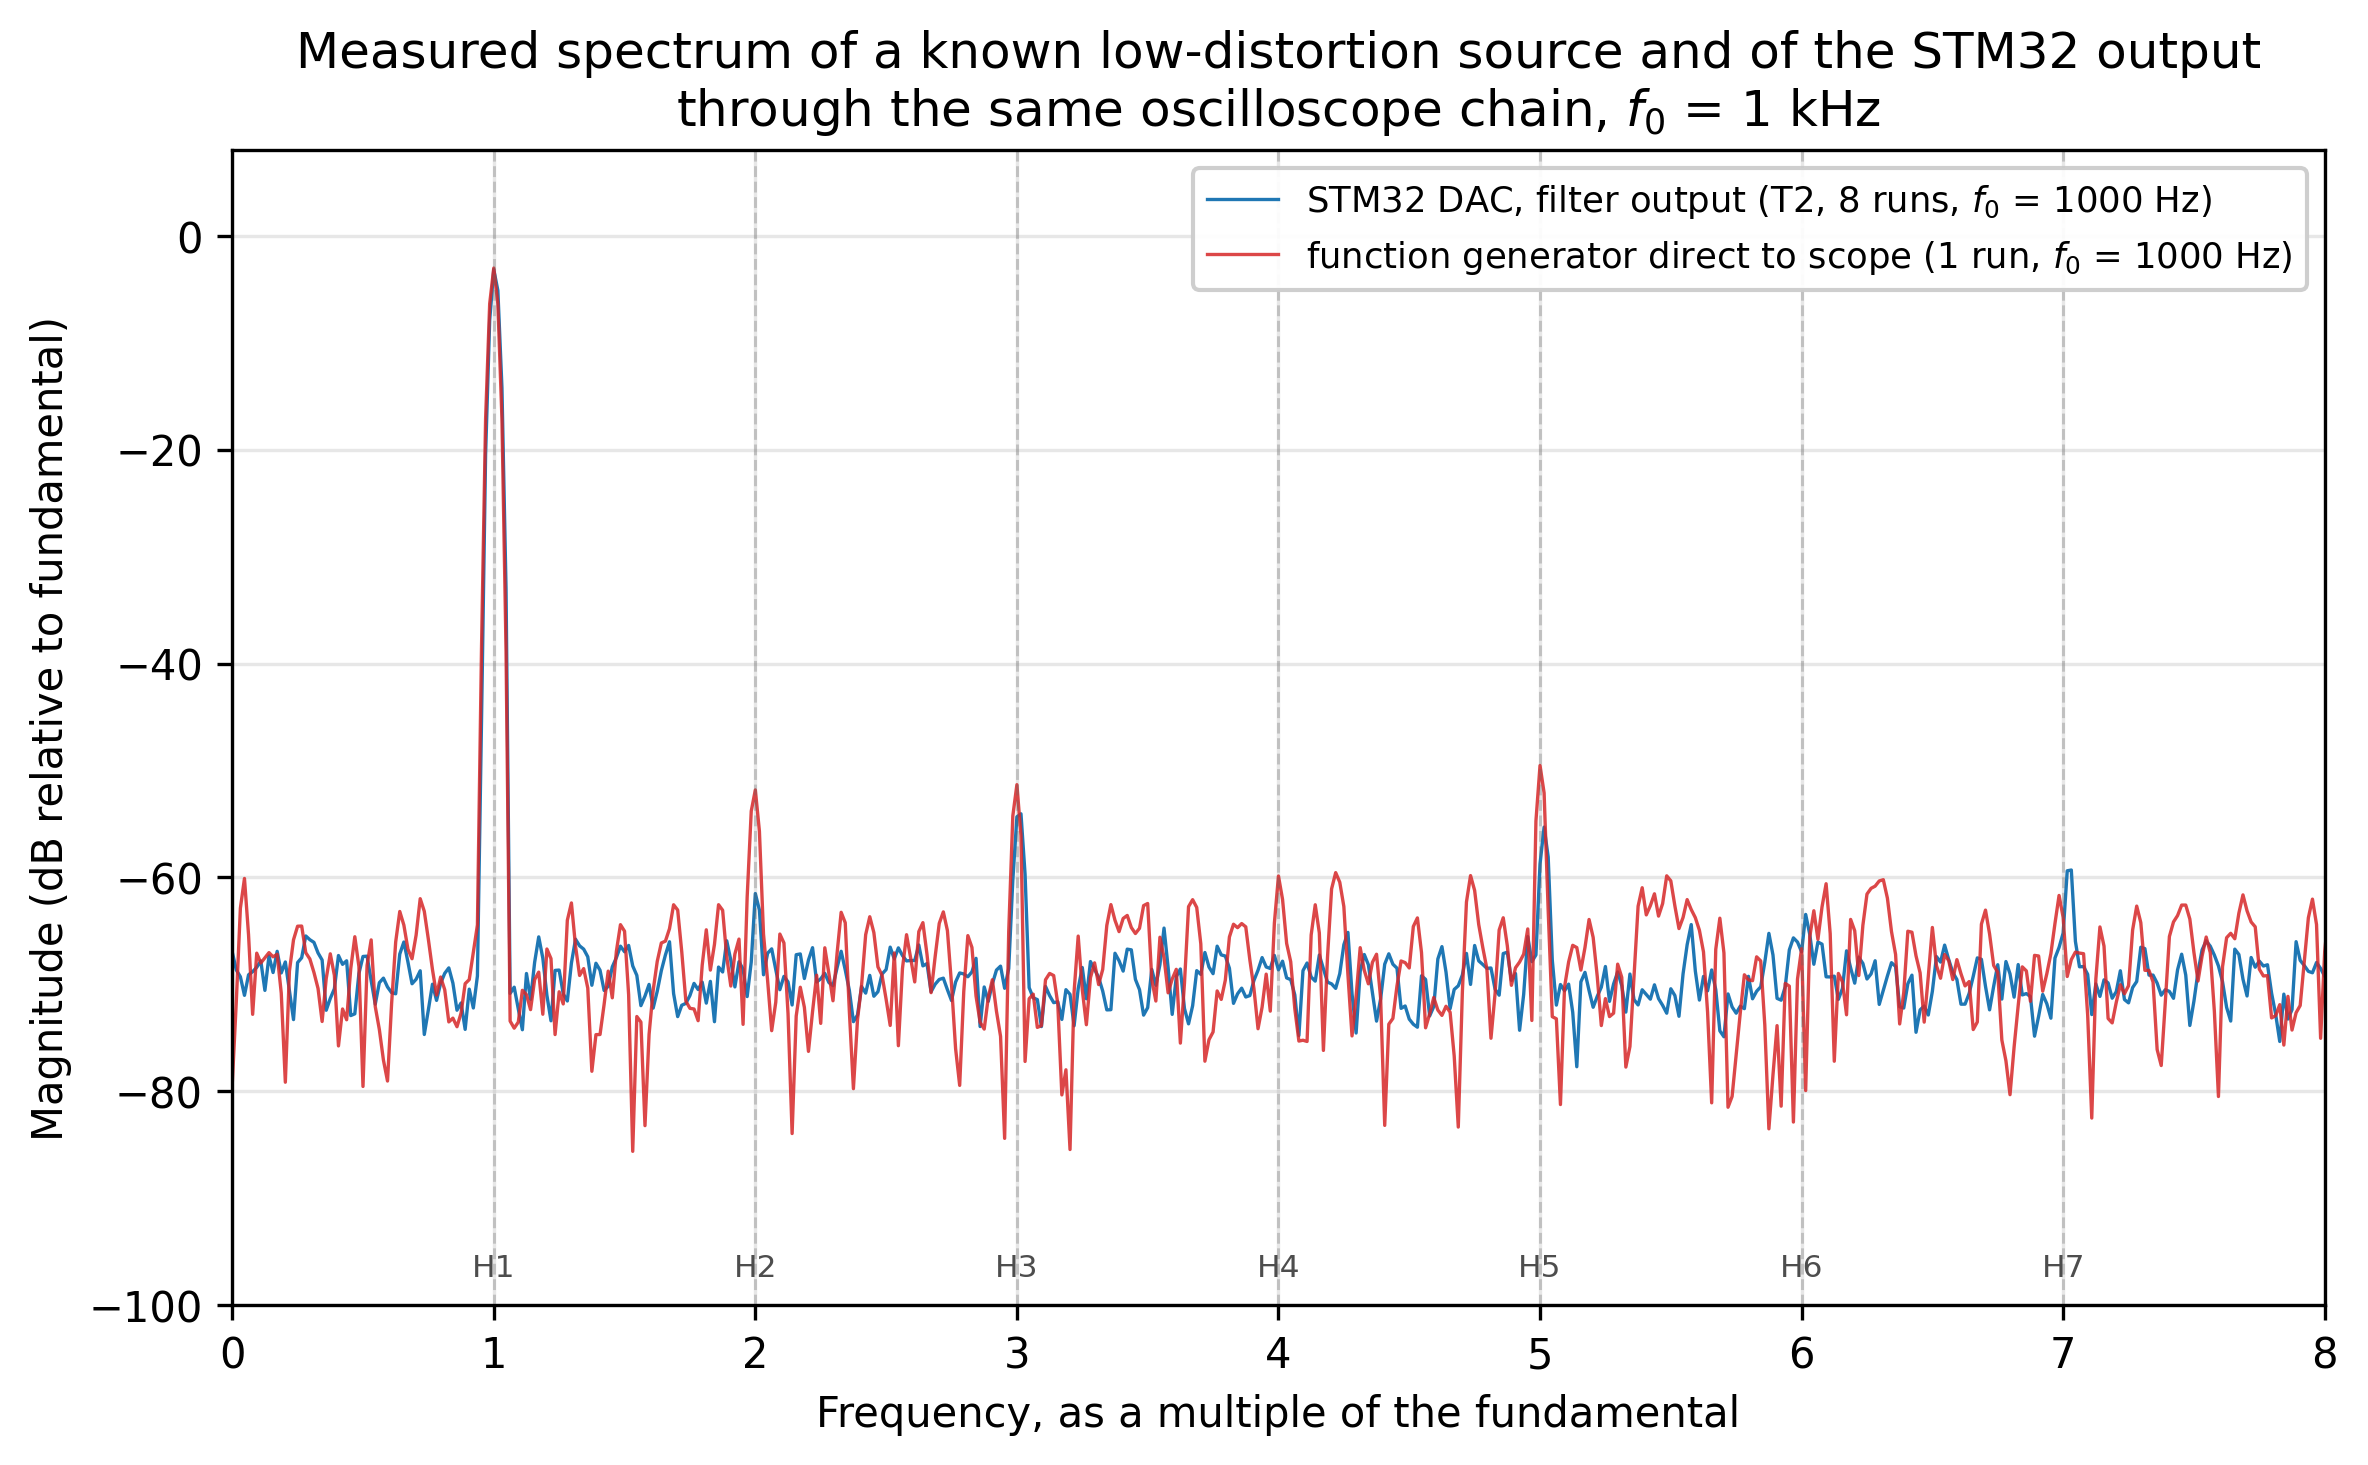 Measured spectrum of a known low-distortion source and of the STM32 output
through the same oscilloscope chain, f₀ = 1 kHz
STM32 DAC, filter output (T2, 8 runs, f₀ = 1000 Hz)
function generator direct to scope (1 run, f₀ = 1000 Hz)
Magnitude (dB relative to fundamental)
0
−20
−40
−60
−80
−100
H1 H2 H3 H4 H5 H6 H7
0 1 2 3 4 5 6 7 8
Frequency, as a multiple of the fundamental